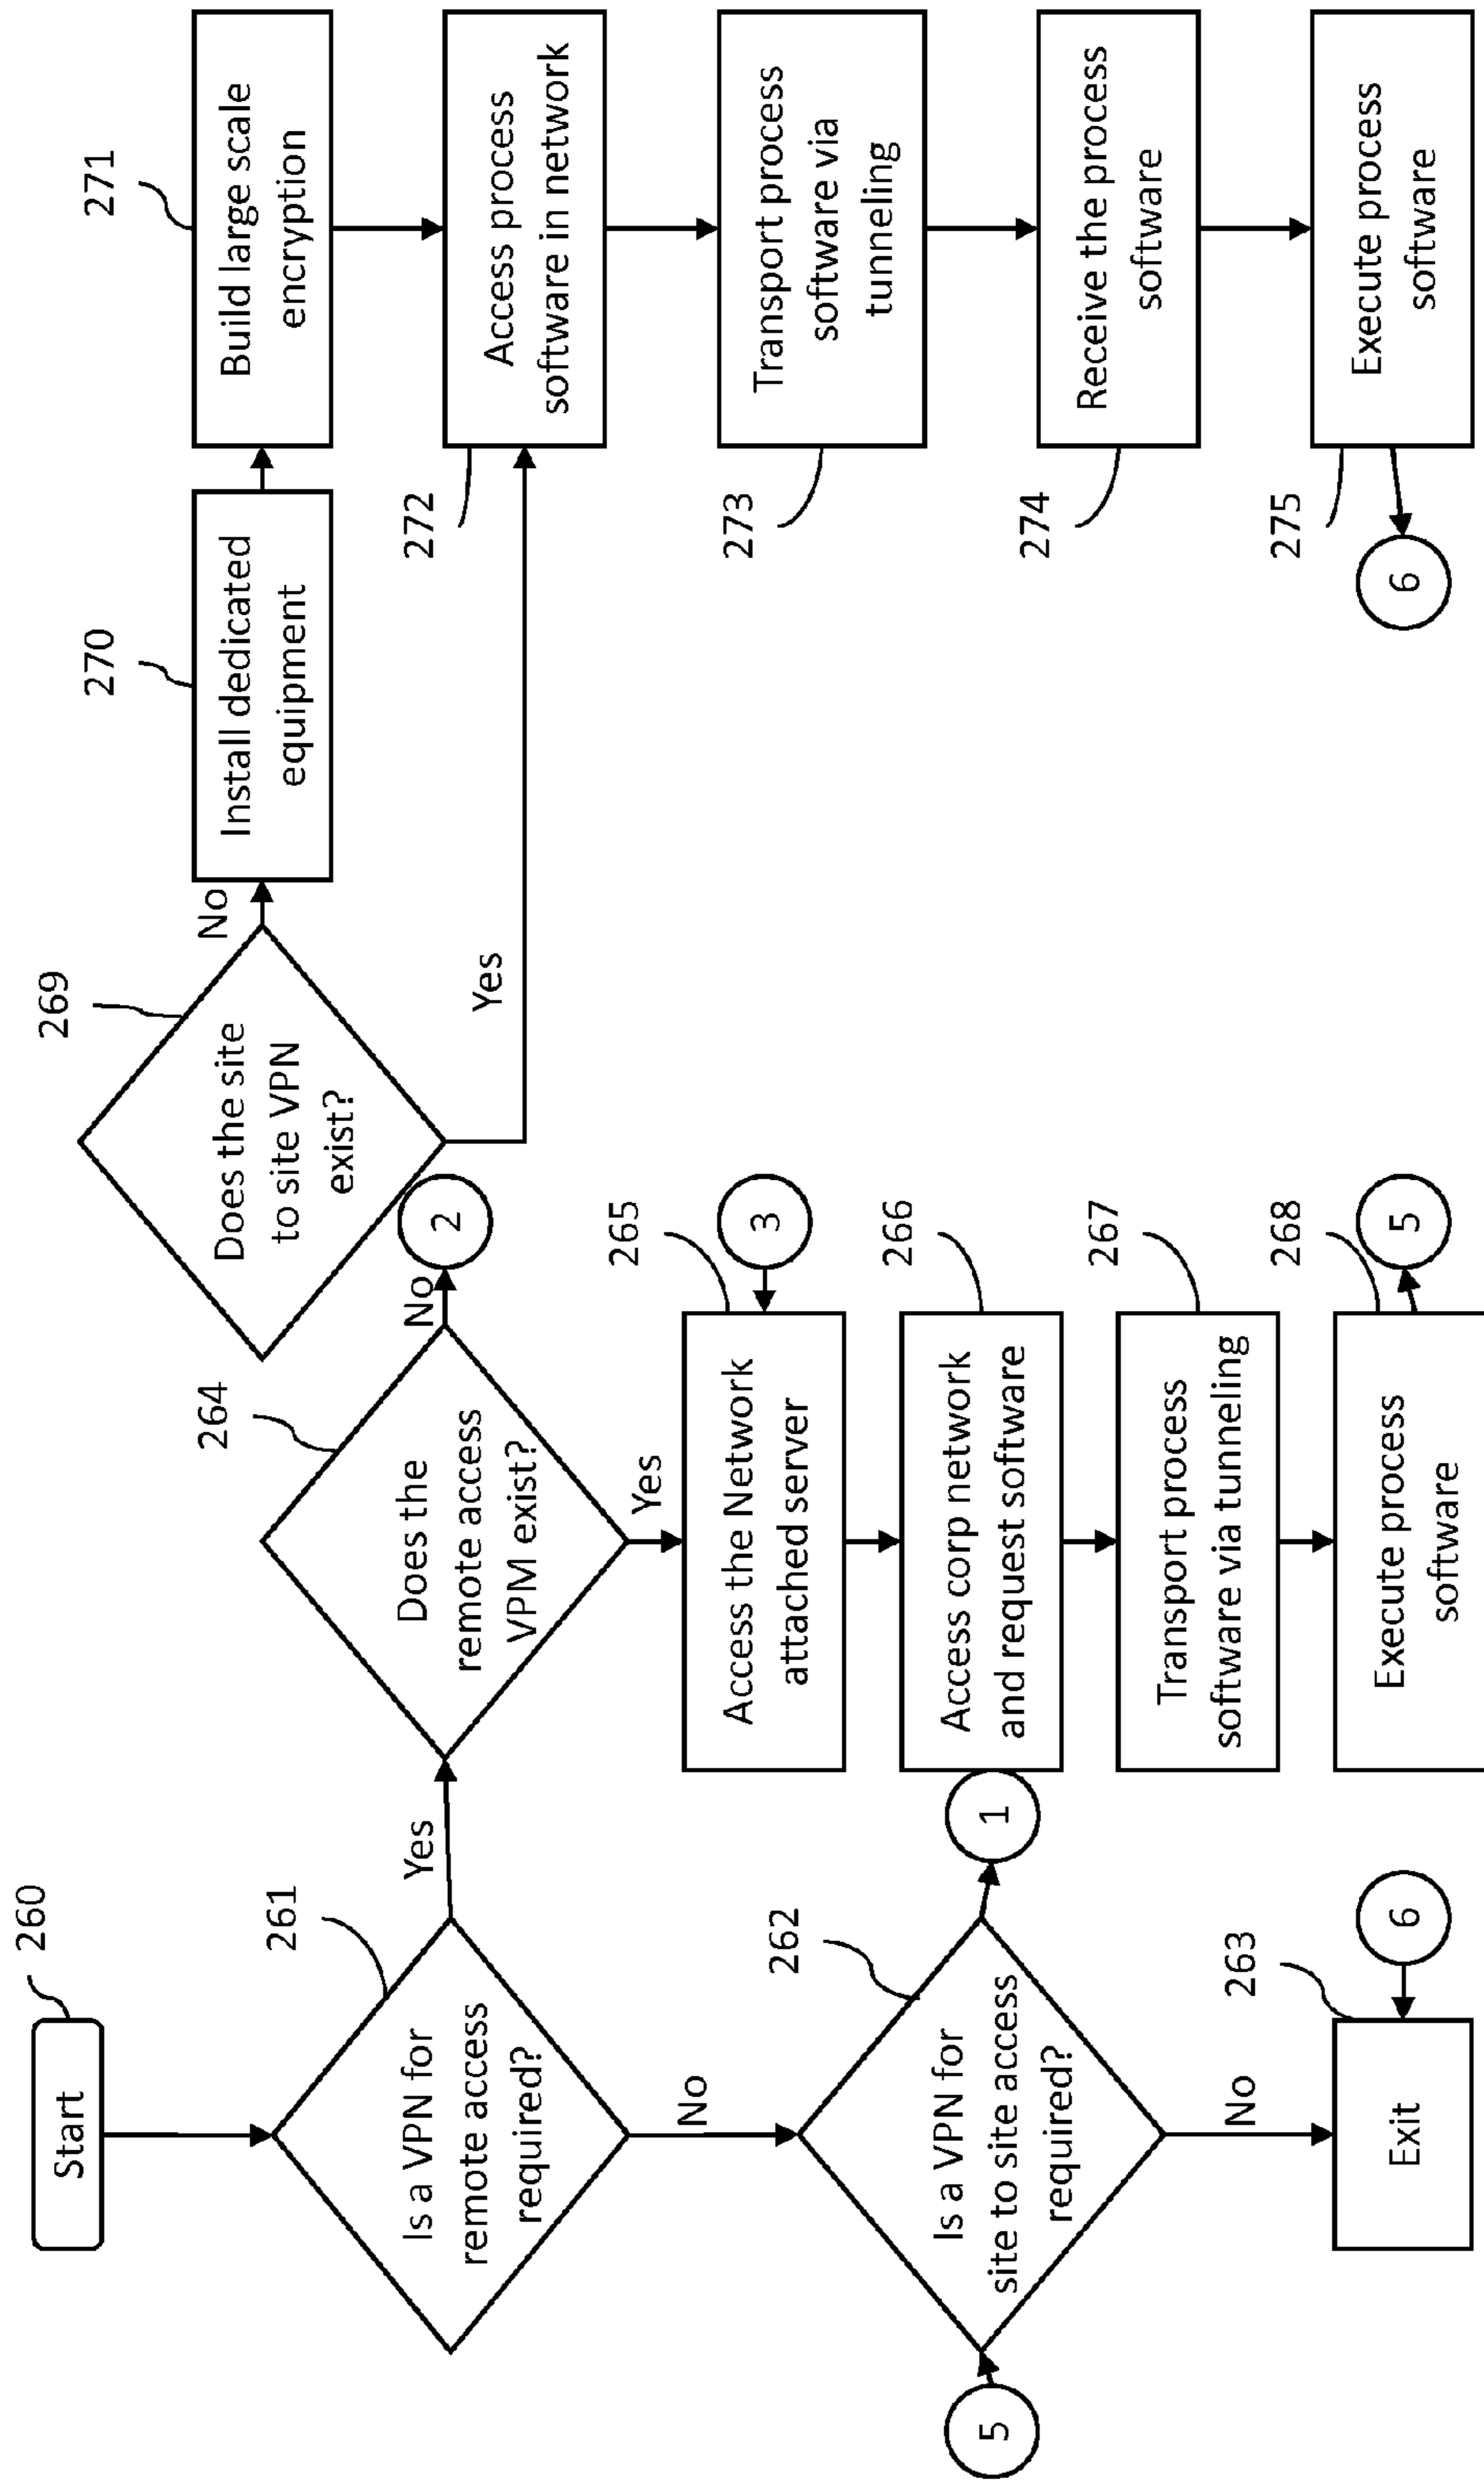 260
Start
261
Is a VPN for
remote access
required?
Yes
No
262
Is a VPN for
site to site access
required?
5
1
No
263
Exit
6
264
Does the
remote access
VPM exist?
No
2
Yes
265
Access the Network
attached server
3
266
Access corp network
and request software
267
Transport process
software via tunneling
268
Execute process
software
5
269
Does the site
to site VPN
exist?
No
Yes
270
Install dedicated
equipment
271
Build large scale
encryption
272
Access process
software in network
273
Transport process
software via
tunneling
274
Receive the process
software
275
Execute process
software
6